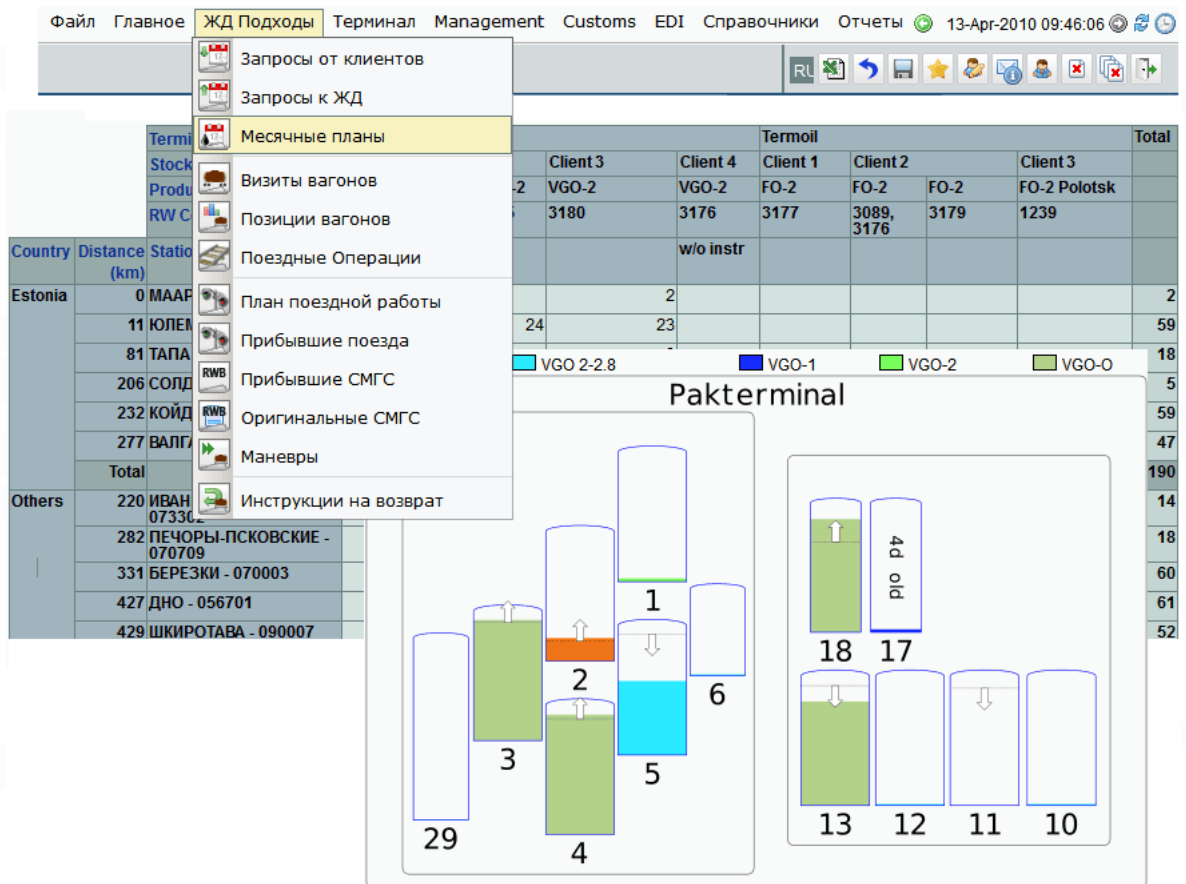 Файл Главное ЖД Подходы Терминал Management Customs EDI Справочники Отчеты 13-Apr-2010 09:46:06
Запросы от клиентов
RU
Запросы к ЖД
Месячные планы
Termoil Total
Client 3 Client 4 Client 1 Client 2 Client 3
Визиты вагонов
-2 VGO-2 VGO-2 FO-2 FO-2 FO-2 Polotsk
RW
3180 3176 3177 3089, 3179 1239
3176
Позиции вагонов
Country Distance w/o instr
(km)
Поездные Операции
Estonia 0 2 2
План поездной работы
11 24 23 59
Прибывшие поезда
81 ТАПА 18
VGO 2-2.8 VGO-1 VGO-2 VGO-O
206 5
RWB Прибывшие СМГС
Pakterminal
232 59
RWB Оригинальные СМГС
277 47
Маневры
Total 190
Others 220 14
Инструкции на возврат
073302
282 ПЕЧОРЫ-ПСКОВСКИЕ - 18
070709
331 БЕРЕЗКИ - 070003 60
427 ДНО - 056701 61
429 ШКИРОТАВА - 090007 52
4d old
1
18 17
2
6
3
5
13 12 11 10
29
4